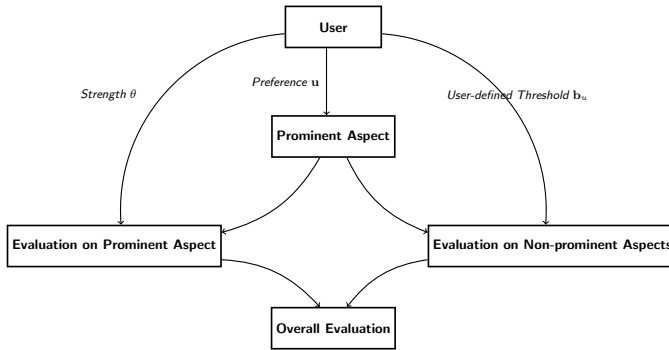 User
Strength θ
Preference u
User-defined Threshold b_u
Prominent Aspect
Evaluation on Prominent Aspect
Evaluation on Non-prominent Aspects
Overall Evaluation